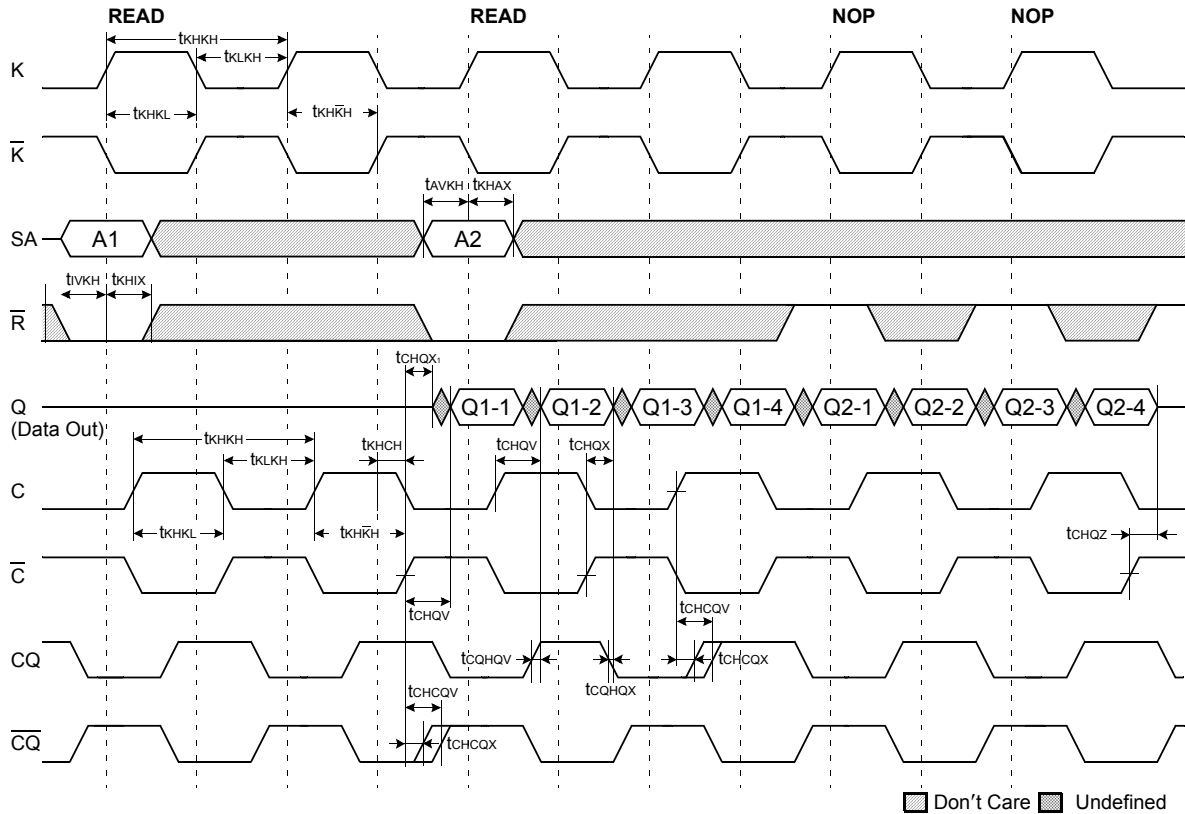 READ READ NOP NOP
tKHKH
tKLKH
K
tKHKL tKHK̅H
K̅
tAVKH tKHAX
SA A1 A2
tIVKH tKHIX
R̅
tCHQX1
Q Q1-1 Q1-2 Q1-3 Q1-4 Q2-1 Q2-2 Q2-3 Q2-4
(Data Out)
tKHKH tKHCH tCHQV tCHQX
tKLKH
C
tKHKL tKHK̅H tCHQZ
C̅
tCHQV tCHCQV
CQ tCQHQV tCHCQX
tCQHQX
tCHCQV
C̅Q̅ tCHCQX
Don't Care Undefined